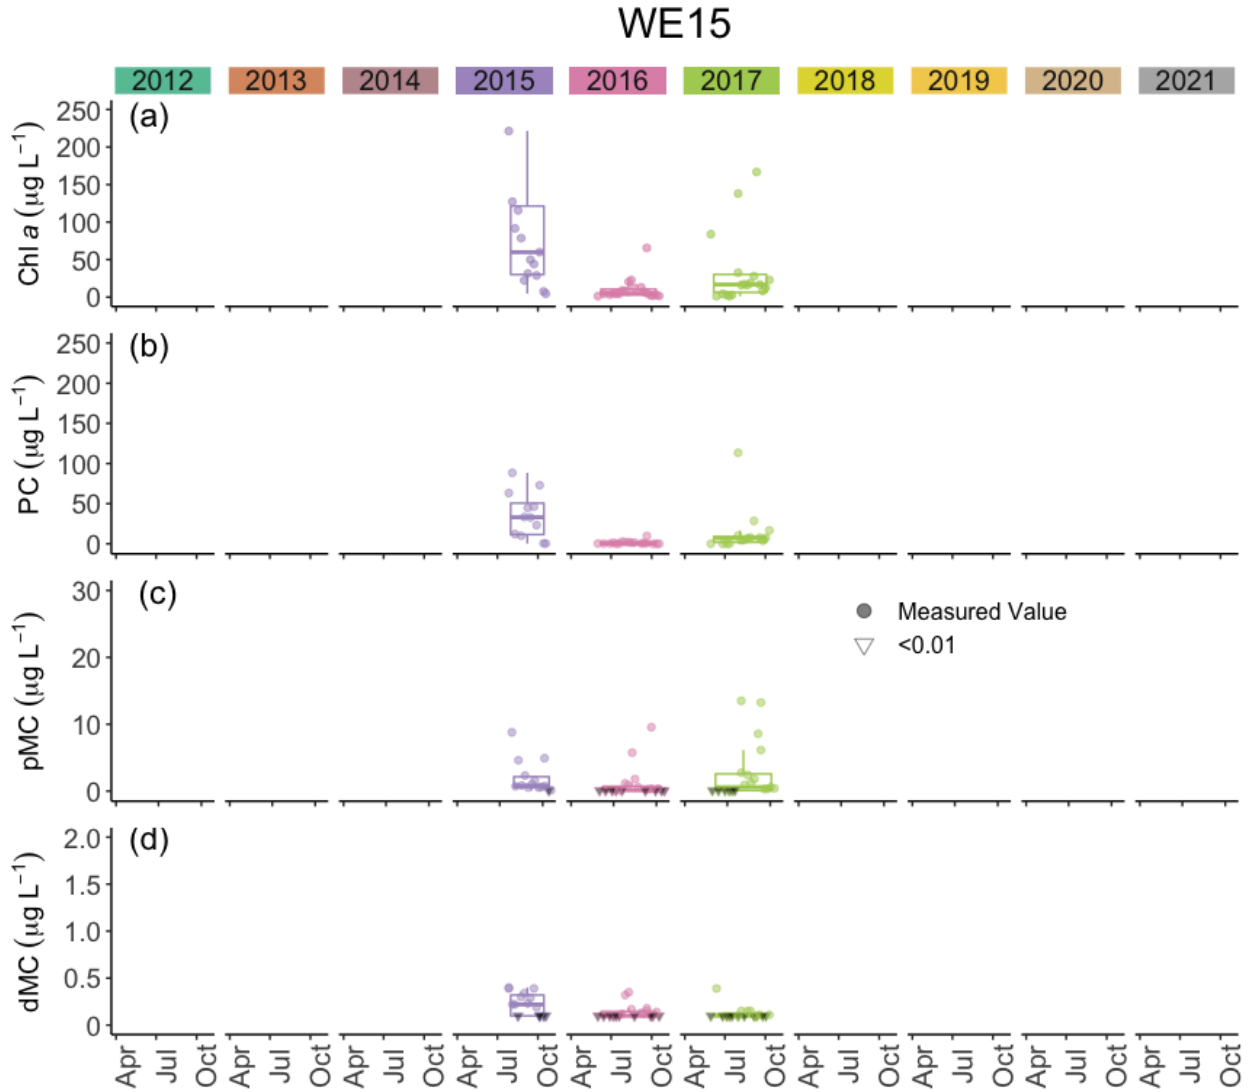 WE15
2012 2013 2014 2015 2016 2017 2018 2019 2020 2021
(a)
Chl a (µg L⁻¹)
250
200
150
100
50
0
(b)
PC (µg L⁻¹)
250
200
150
100
50
0
(c)
pMC (µg L⁻¹)
30
20
10
0
Measured Value
<0.01
(d)
dMC (µg L⁻¹)
2.0
1.5
1.0
0.5
0
Apr Jul Oct Apr Jul Oct Apr Jul Oct Apr Jul Oct Apr Jul Oct Apr Jul Oct Apr Jul Oct Apr Jul Oct Apr Jul Oct Apr Jul Oct